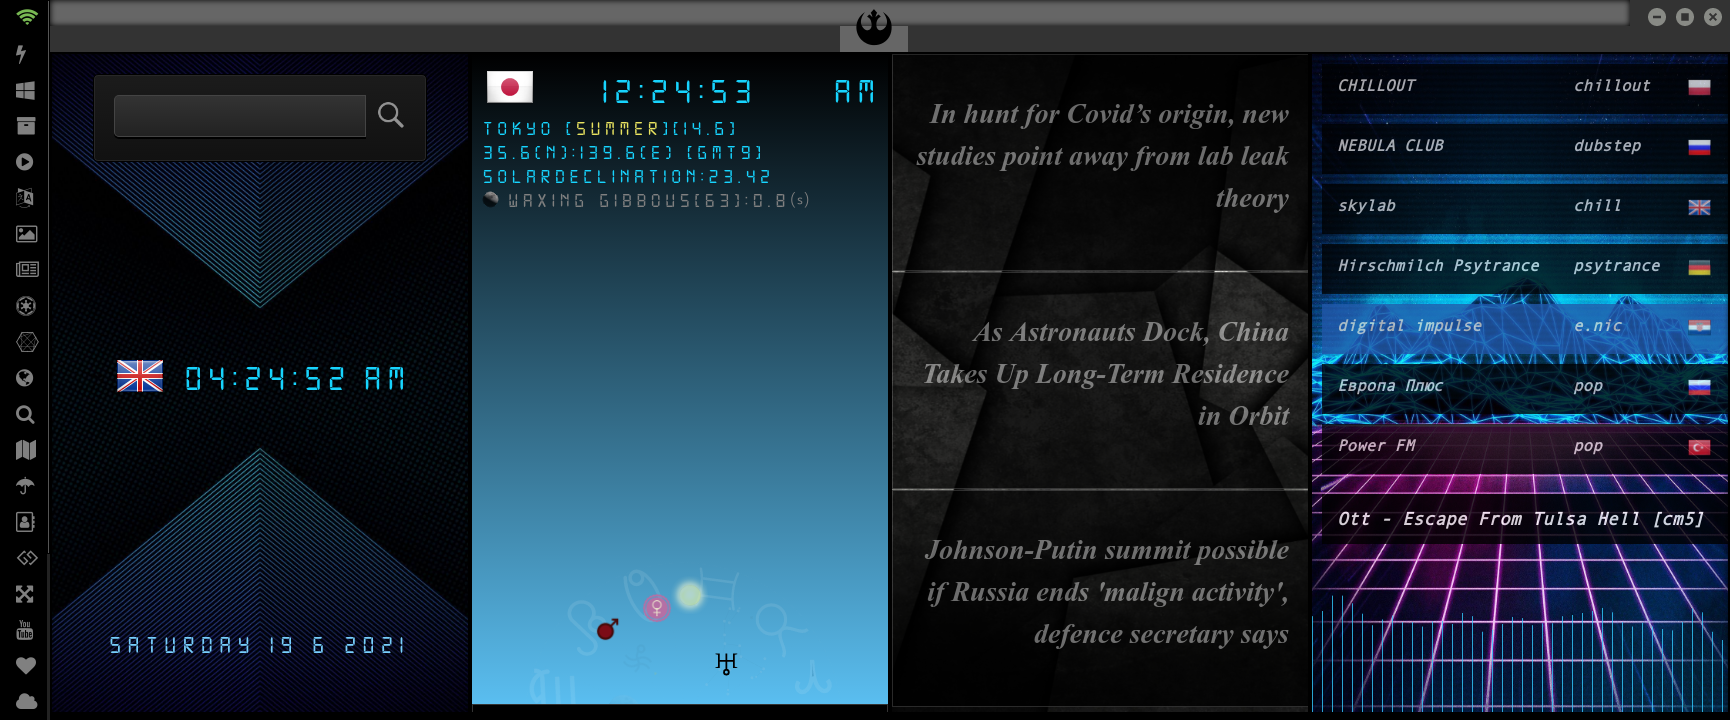 04:24:52 AM
SATURDAY 19 6 2021
12:24:53 AM
TOKYO [SUMMER][14.6]
35.6(N):139.6(E) [GMT9]
SOLARDECLINATION:23.42
WAXING GIBBOUS[63]:0.8(s)
In hunt for Covid’s origin, new
studies point away from lab leak
theory
As Astronauts Dock, China
Takes Up Long-Term Residence
in Orbit
Johnson-Putin summit possible
if Russia ends 'malign activity',
defence secretary says
CHILLOUT chillout
NEBULA CLUB dubstep
skylab chill
Hirschmilch Psytrance psytrance
digital impulse e.nic
Европа Плюс pop
Power FM pop
Ott - Escape From Tulsa Hell [cm5]
You
Tube